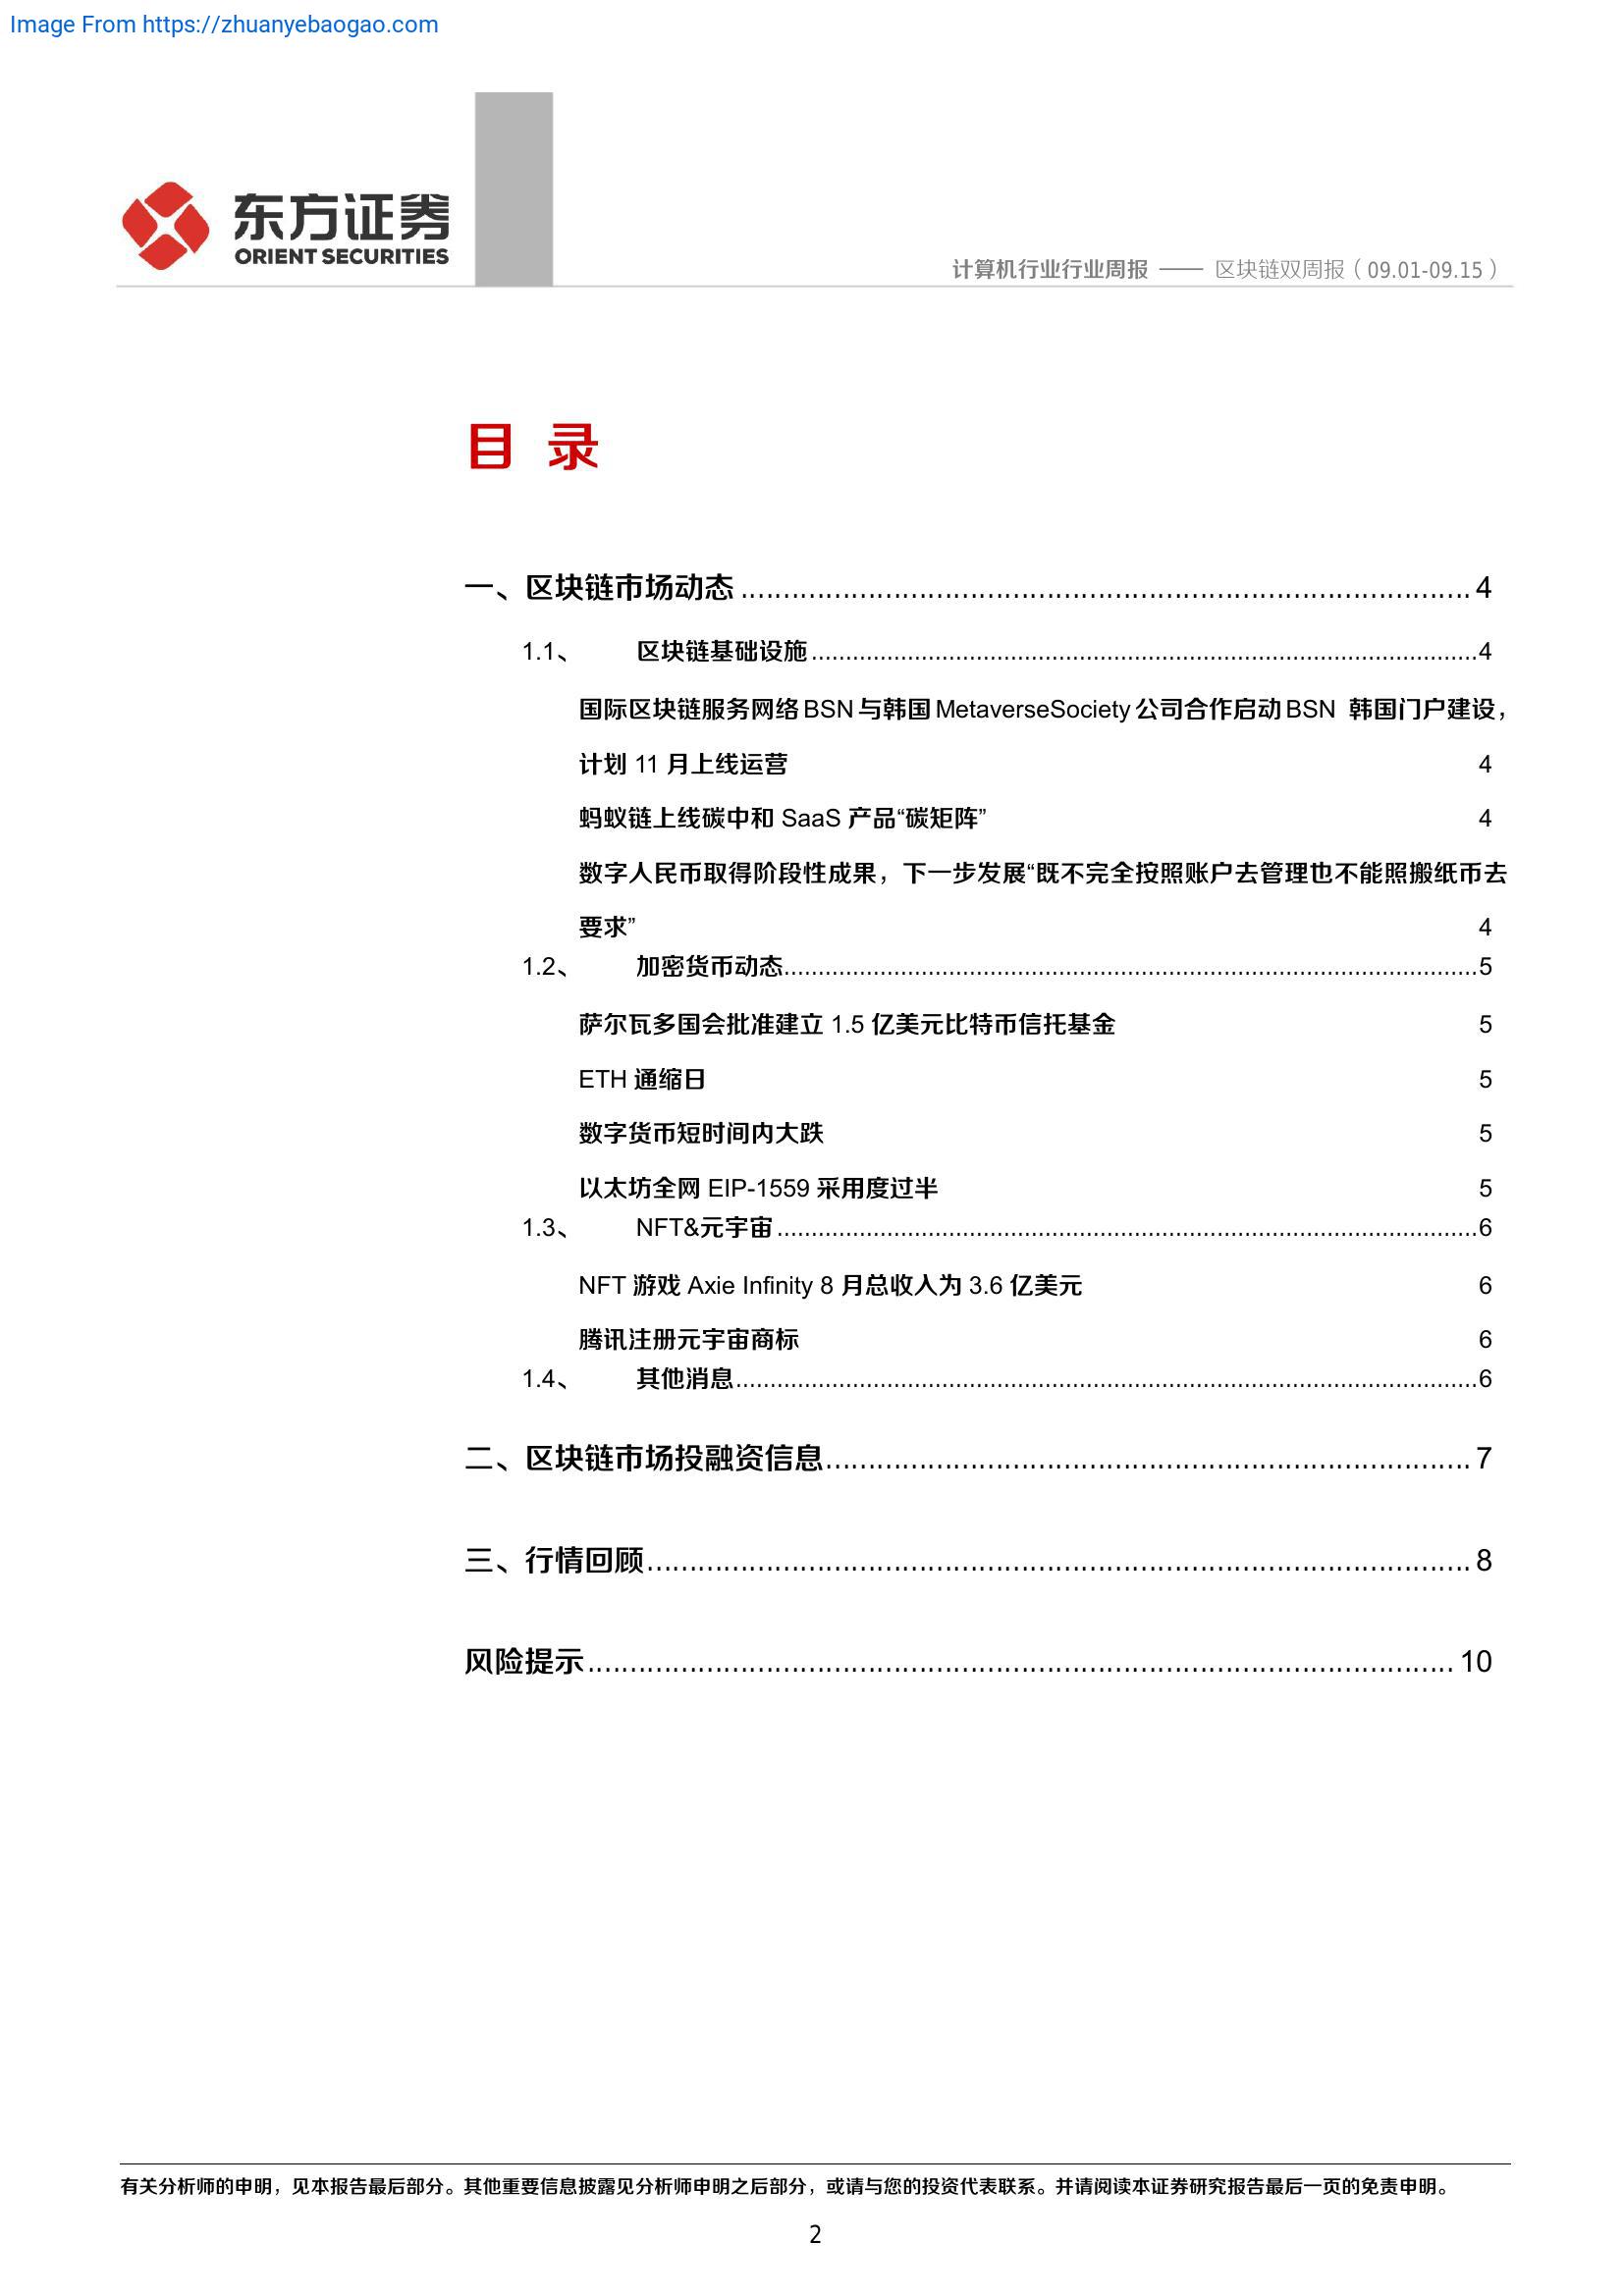 Image From https://zhuanyebaogao.com
东方证券
ORIENT SECURITIES
计算机行业行业周报 —— 区块链双周报（09.01-09.15）
目 录
一、区块链市场动态 ........ 4
1.1、 区块链基础设施 ........ 4
国际区块链服务网络 BSN 与韩国 MetaverseSociety 公司合作启动 BSN 韩国门户建设，
计划 11 月上线运营 4
蚂蚁链上线碳中和 SaaS 产品“碳矩阵” 4
数字人民币取得阶段性成果，下一步发展“既不完全按照账户去管理也不能照搬纸币去
要求” 4
1.2、 加密货币动态 ........ 5
萨尔瓦多国会批准建立 1.5 亿美元比特币信托基金 5
ETH 通缩日 5
数字货币短时间内大跌 5
以太坊全网 EIP-1559 采用度过半 5
1.3、 NFT&元宇宙 ........ 6
NFT 游戏 Axie Infinity 8 月总收入为 3.6 亿美元 6
腾讯注册元宇宙商标 6
1.4、 其他消息 ........ 6
二、区块链市场投融资信息 ........ 7
三、行情回顾 ........ 8
风险提示 ........ 10
有关分析师的申明，见本报告最后部分。其他重要信息披露见分析师申明之后部分，或请与您的投资代表联系。并请阅读本证券研究报告最后一页的免责申明。
2